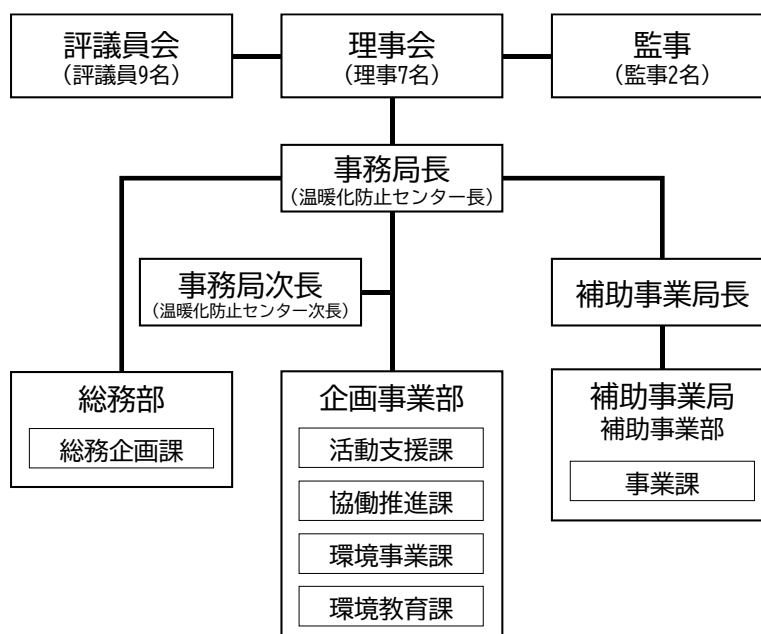 評議員会
（評議員9名）
理事会
（理事7名）
監事
（監事2名）
事務局長
（温暖化防止センター長）
事務局次長
（温暖化防止センター次長）
補助事業局長
総務部
総務企画課
企画事業部
活動支援課
協働推進課
環境事業課
環境教育課
補助事業局
補助事業部
事業課